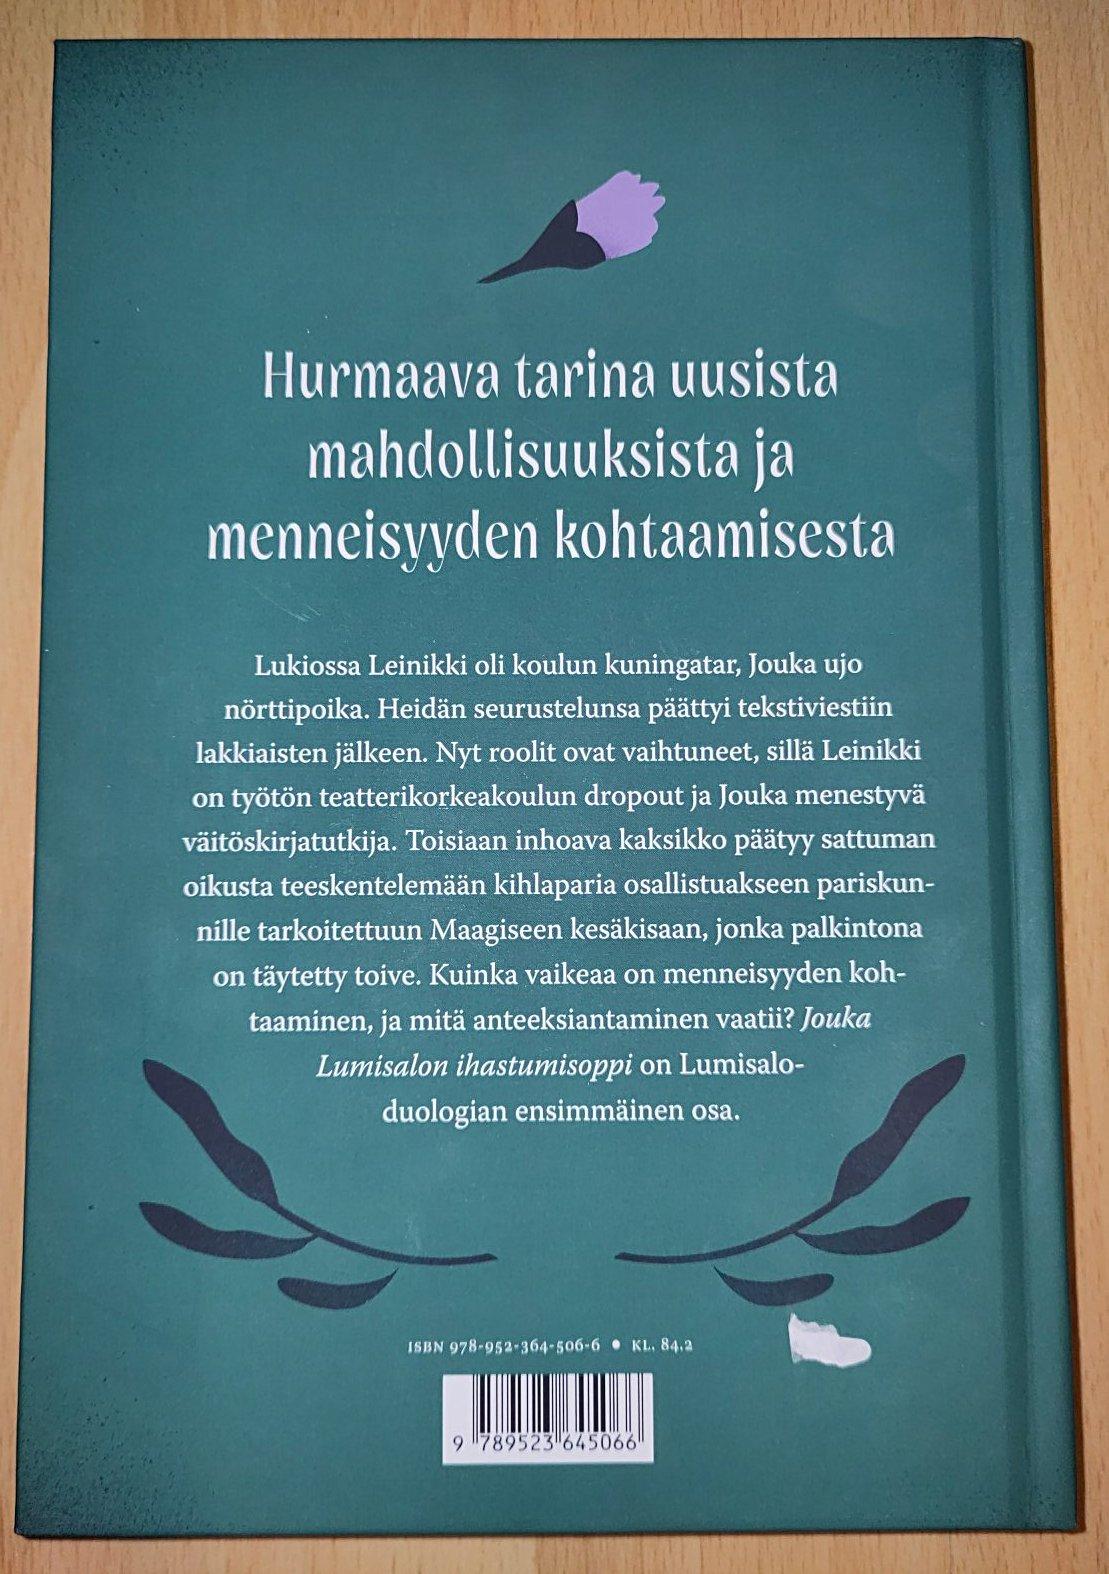 Hurmaava tarina uusista
mahdollisuuksista ja
menneisyyden kohtaamisesta
Lukiossa Leinikki oli koulun kuningatar, Jouka ujo
nörttipoika. Heidän seurustelunsa päättyi tekstiviestiin
lakkiaisten jälkeen. Nyt roolit ovat vaihtuneet, sillä Leinikki
on työtön teatterikorkeakoulun dropout ja Jouka menestyvä
väitöskirjatutkija. Toisiaan inhoava kaksikko päätyy sattuman
oikusta teeskentelemään kihlaparia osallistuakseen pariskun-
nille tarkoitettuun Maagiseen kesäkisaan, jonka palkintona
on täytetty toive. Kuinka vaikeaa on menneisyyden koh-
taaminen, ja mitä anteeksiantaminen vaatii? Jouka
Lumisalon ihastumisoppi on Lumisalo-
duologian ensimmäinen osa.
ISBN 978-952-364-506-6 • KL. 84.2
9 789523 645066